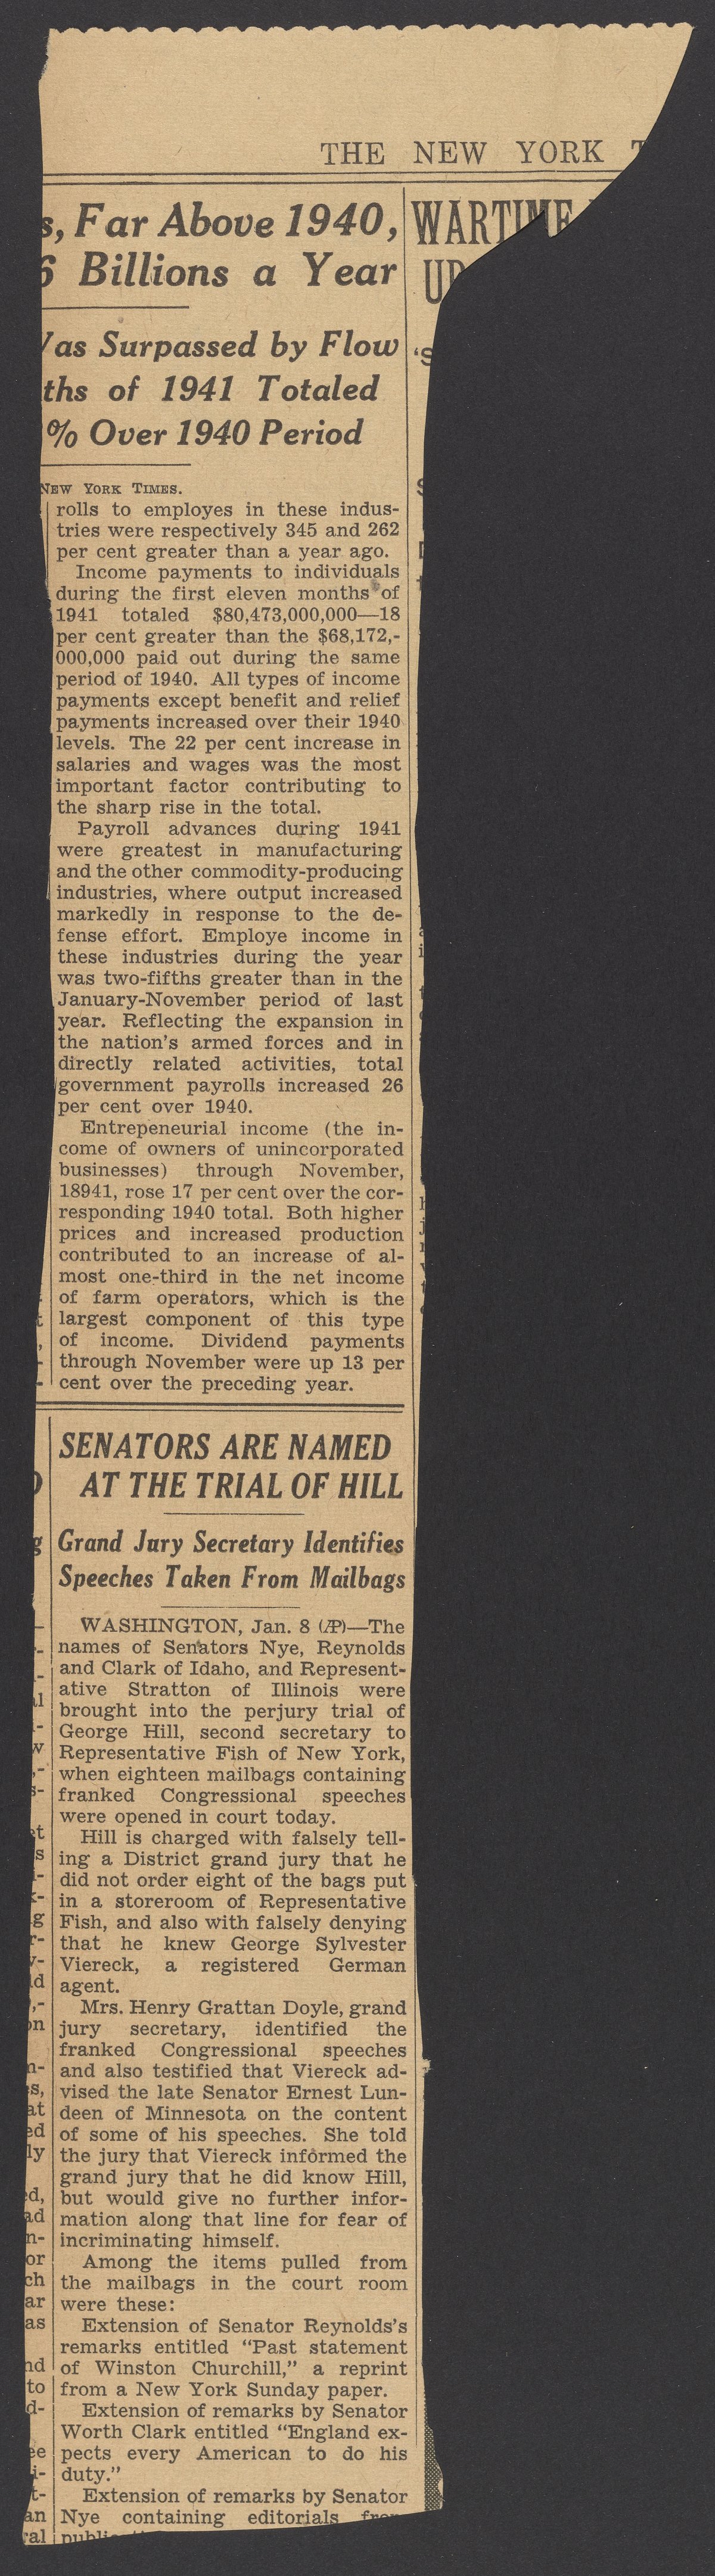 THE NEW YORK
s, Far Above 1940,
6 Billions a Year
Was Surpassed by Flow
ths of 1941 Totaled
% Over 1940 Period
NEW YORK TIMES.
rolls to employes in these indus-
tries were respectively 345 and 262
per cent greater than a year ago.
Income payments to individuals
during the first eleven months of
1941 totaled $80,473,000,000—18
per cent greater than the $68,172,-
000,000 paid out during the same
period of 1940. All types of income
payments except benefit and relief
payments increased over their 1940
levels. The 22 per cent increase in
salaries and wages was the most
important factor contributing to
the sharp rise in the total.
Payroll advances during 1941
were greatest in manufacturing
and the other commodity-producing
industries, where output increased
markedly in response to the de-
fense effort. Employe income in
these industries during the year
was two-fifths greater than in the
January-November period of last
year. Reflecting the expansion in
the nation's armed forces and in
directly related activities, total
government payrolls increased 26
per cent over 1940.
Entrepeneurial income (the in-
come of owners of unincorporated
businesses) through November,
18941, rose 17 per cent over the cor-
responding 1940 total. Both higher
prices and increased production
contributed to an increase of al-
most one-third in the net income
of farm operators, which is the
largest component of this type
of income. Dividend payments
through November were up 13 per
cent over the preceding year.
SENATORS ARE NAMED
AT THE TRIAL OF HILL
Grand Jury Secretary Identifies
Speeches Taken From Mailbags
WASHINGTON, Jan. 8 (AP)—The
names of Senators Nye, Reynolds
and Clark of Idaho, and Represent-
ative Stratton of Illinois were
brought into the perjury trial of
George Hill, second secretary to
Representative Fish of New York,
when eighteen mailbags containing
franked Congressional speeches
were opened in court today.
Hill is charged with falsely tell-
ing a District grand jury that he
did not order eight of the bags put
in a storeroom of Representative
Fish, and also with falsely denying
that he knew George Sylvester
Viereck, a registered German
agent.
Mrs. Henry Grattan Doyle, grand
jury secretary, identified the
franked Congressional speeches
and also testified that Viereck ad-
vised the late Senator Ernest Lun-
deen of Minnesota on the content
of some of his speeches. She told
the jury that Viereck informed the
grand jury that he did know Hill,
but would give no further infor-
mation along that line for fear of
incriminating himself.
Among the items pulled from
the mailbags in the court room
were these:
Extension of Senator Reynolds's
remarks entitled "Past statement
of Winston Churchill," a reprint
from a New York Sunday paper.
Extension of remarks by Senator
Worth Clark entitled "England ex-
pects every American to do his
duty."
Extension of remarks by Senator
Nye containing editorials from
WARTIME
UP